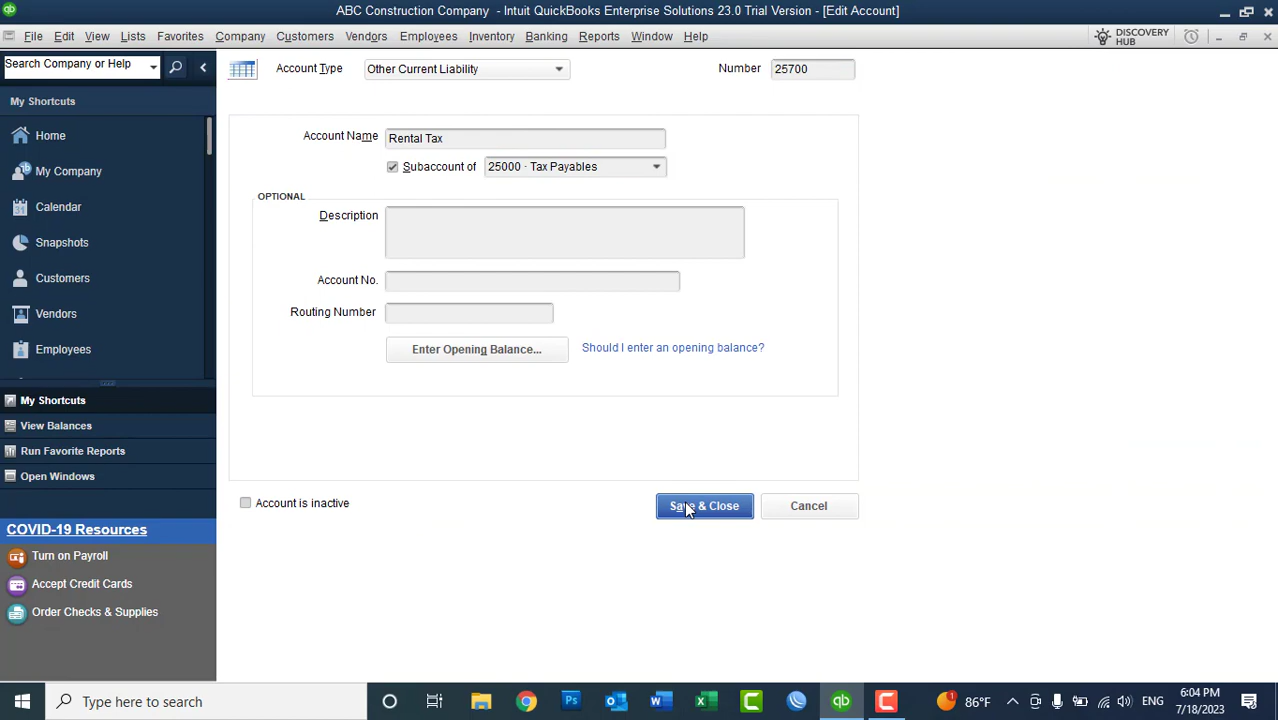 ABC Construction Company - Intuit QuickBooks Enterprise Solutions 23.0 Trial Version - [Edit Account]
File Edit View Lists Favorites Company Customers Vendors Employees Inventory Banking Reports Window Help
DISCOVERY
HUB
Search Company or Help
My Shortcuts
Home
My Company
Calendar
Snapshots
Customers
Vendors
Employees
My Shortcuts
View Balances
Run Favorite Reports
Open Windows
COVID-19 Resources
Turn on Payroll
Accept Credit Cards
Order Checks & Supplies
Account Type Other Current Liability Number 25700
Account Name Rental Tax
Subaccount of 25000 · Tax Payables
OPTIONAL
Description
Account No.
Routing Number
Enter Opening Balance... Should I enter an opening balance?
Account is inactive Save & Close Cancel
Type here to search
86°F ENG
6:04 PM
7/18/2023